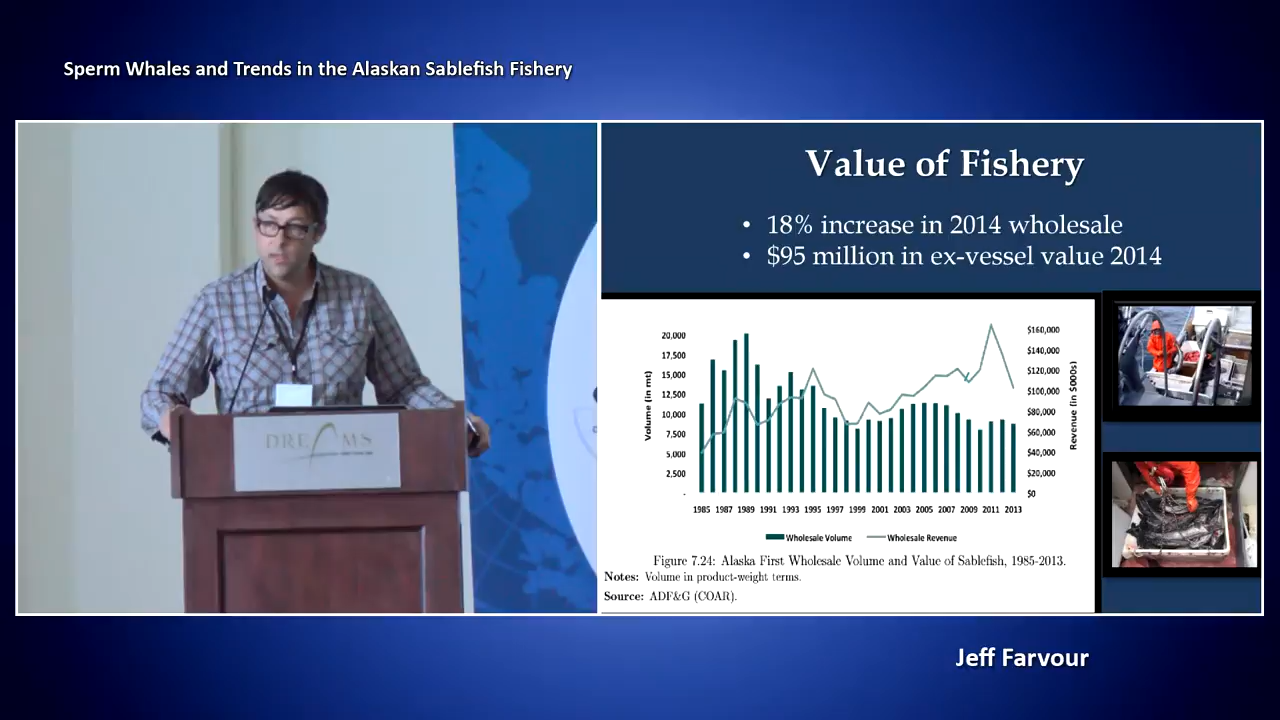 Sperm Whales and Trends in the Alaskan Sablefish Fishery
DREAMS
Value of Fishery
• 18% increase in 2014 wholesale
• $95 million in ex-vessel value 2014
Volume (in mt)
20,000
17,500
15,000
12,500
10,000
7,500
5,000
2,500
-
$160,000
$140,000
$120,000
$100,000
$80,000
$60,000
$40,000
$20,000
$0
Revenue (in $000s)
1985 1987 1989 1991 1993 1995 1997 1999 2001 2003 2005 2007 2009 2011 2013
Wholesale Volume Wholesale Revenue
Figure 7.24: Alaska First Wholesale Volume and Value of Sablefish, 1985-2013.
Notes: Volume in product-weight terms.
Source: ADF&G (COAR).
Jeff Farvour